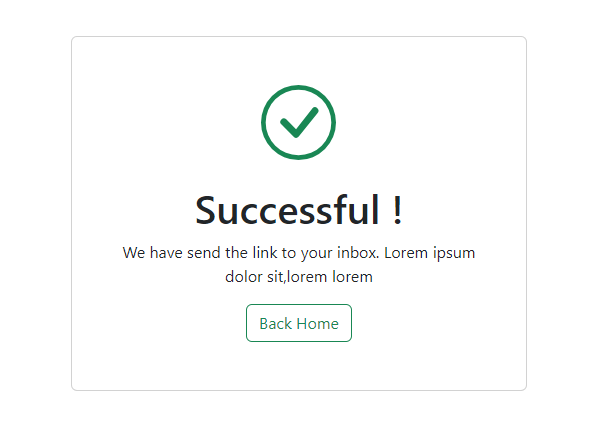 Successful !
We have send the link to your inbox. Lorem ipsum
dolor sit,lorem lorem
Back Home